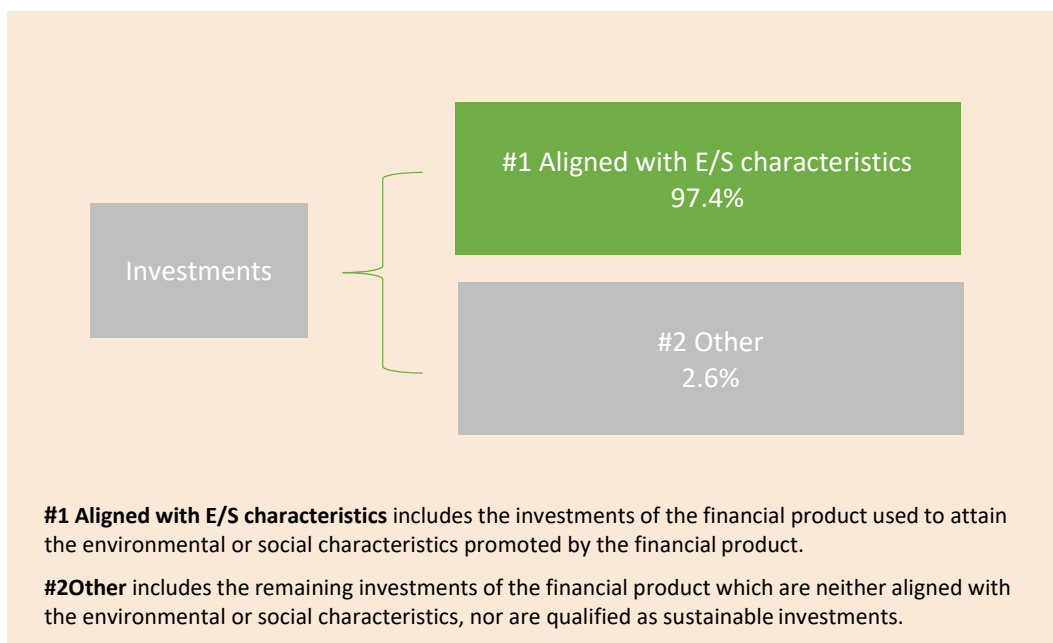 #1 Aligned with E/S characteristics
97.4%
Investments
#2 Other
2.6%
#1 Aligned with E/S characteristics includes the investments of the financial product used to attain
the environmental or social characteristics promoted by the financial product.
#2Other includes the remaining investments of the financial product which are neither aligned with
the environmental or social characteristics, nor are qualified as sustainable investments.